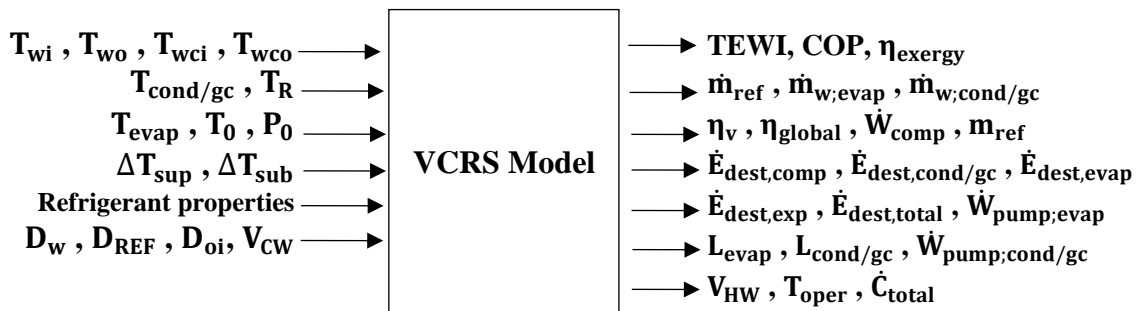 T_wi , T_wo , T_wci , T_wco
T_cond/gc , T_R
T_evap , T_0 , P_0
ΔT_sup , ΔT_sub
Refrigerant properties
D_w , D_REF , D_oi, V_CW
VCRS Model
TEWI, COP, η_exergy
ṁ_ref , ṁ_w;evap , ṁ_w;cond/gc
η_v , η_global , Ẇ_comp , m_ref
Ė_dest,comp , Ė_dest,cond/gc , Ė_dest,evap
Ė_dest,exp , Ė_dest,total , Ẇ_pump;evap
L_evap , L_cond/gc , Ẇ_pump;cond/gc
V_HW , T_oper , Ċ_total